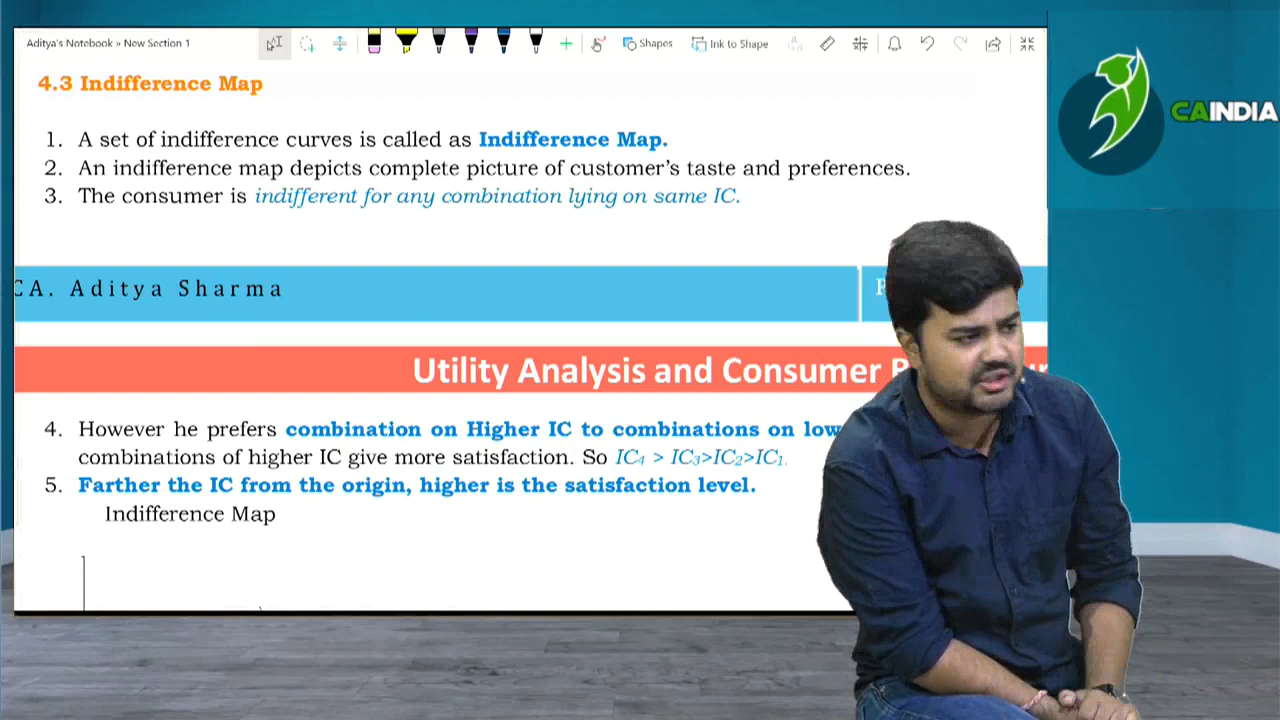 Aditya's Notebook » New Section 1
Shapes
Ink to Shape
CAINDIA
4.3 Indifference Map
1. A set of indifference curves is called as Indifference Map.
2. An indifference map depicts complete picture of customer's taste and preferences.
3. The consumer is indifferent for any combination lying on same IC.
CA. Aditya Sharma
Utility Analysis and Consumer
4. However he prefers combination on Higher IC to combinations on low
combinations of higher IC give more satisfaction. So IC4 > IC3>IC2>IC1.
5. Farther the IC from the origin, higher is the satisfaction level.
Indifference Map